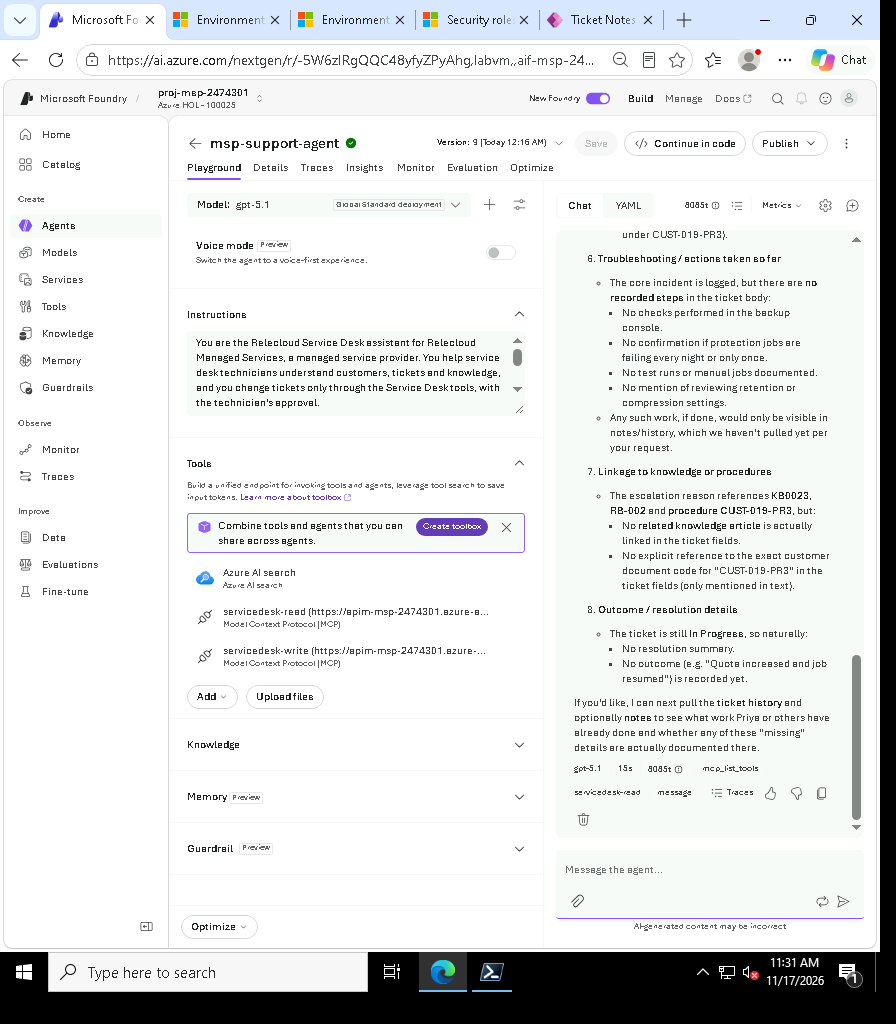 Microsoft Fo
Environment
Environment
Security role
Ticket Notes
https://ai.azure.com/nextgen/r/-5W6zlRgQQC48yfyZPyAhg,labvm,,aif-msp-24...
Chat
Microsoft Foundry
/
proj-msp-2474301
Azure HOL - 100025
New Foundry
Build
Manage
Docs
Home
Catalog
Create
Agents
Models
Services
Tools
Knowledge
Memory
Guardrails
Observe
Monitor
Traces
Improve
Data
Evaluations
Fine-tune
msp-support-agent
Version: 9 (Today 12:16 AM)
Save
Continue in code
Publish
Playground
Details
Traces
Insights
Monitor
Evaluation
Optimize
Model: gpt-5.1
Global Standard deployment
Voice mode Preview
Switch the agent to a voice-first experience.
Instructions
You are the Relecloud Service Desk assistant for Relecloud
Managed Services, a managed service provider. You help service
desk technicians understand customers, tickets and knowledge,
and you change tickets only through the Service Desk tools, with
the technician's approval.
Tools
Build a unified endpoint for invoking tools and agents, leverage tool search to save
input tokens. Learn more about toolbox
Combine tools and agents that you can
share across agents.
Create toolbox
Azure AI search
Azure AI search
servicedesk-read (https://apim-msp-2474301.azure-a...
Model Context Protocol (MCP)
servicedesk-write (https://apim-msp-2474301.azure-...
Model Context Protocol (MCP)
Add
Upload files
Knowledge
Memory Preview
Guardrail Preview
Optimize
Chat
YAML
8085t
Metrics
under CUST-019-PR3).
6. Troubleshooting / actions taken so far
The core incident is logged, but there are no
recorded steps in the ticket body:
No checks performed in the backup
console.
No confirmation if protection jobs are
failing every night or only once.
No test runs or manual jobs documented.
No mention of reviewing retention or
compression settings.
Any such work, if done, would only be visible in
notes/history, which we haven't pulled yet per
your request.
7. Linkage to knowledge or procedures
The escalation reason references KB0023,
RB-002 and procedure CUST-019-PR3, but:
No related knowledge article is actually
linked in the ticket fields.
No explicit reference to the exact customer
document code for "CUST-019-PR3" in the
ticket fields (only mentioned in text).
8. Outcome / resolution details
The ticket is still In Progress, so naturally:
No resolution summary.
No outcome (e.g. "Quota increased and job
resumed") is recorded yet.
If you'd like, I can next pull the ticket history and
optionally notes to see what work Priya or others have
already done and whether any of these "missing"
details are actually documented there.
gpt-5.1
15s
8085t
mcp_list_tools
servicedesk-read
message
Traces
Message the agent...
AI-generated content may be incorrect
Type here to search
11:31 AM
11/17/2026
1